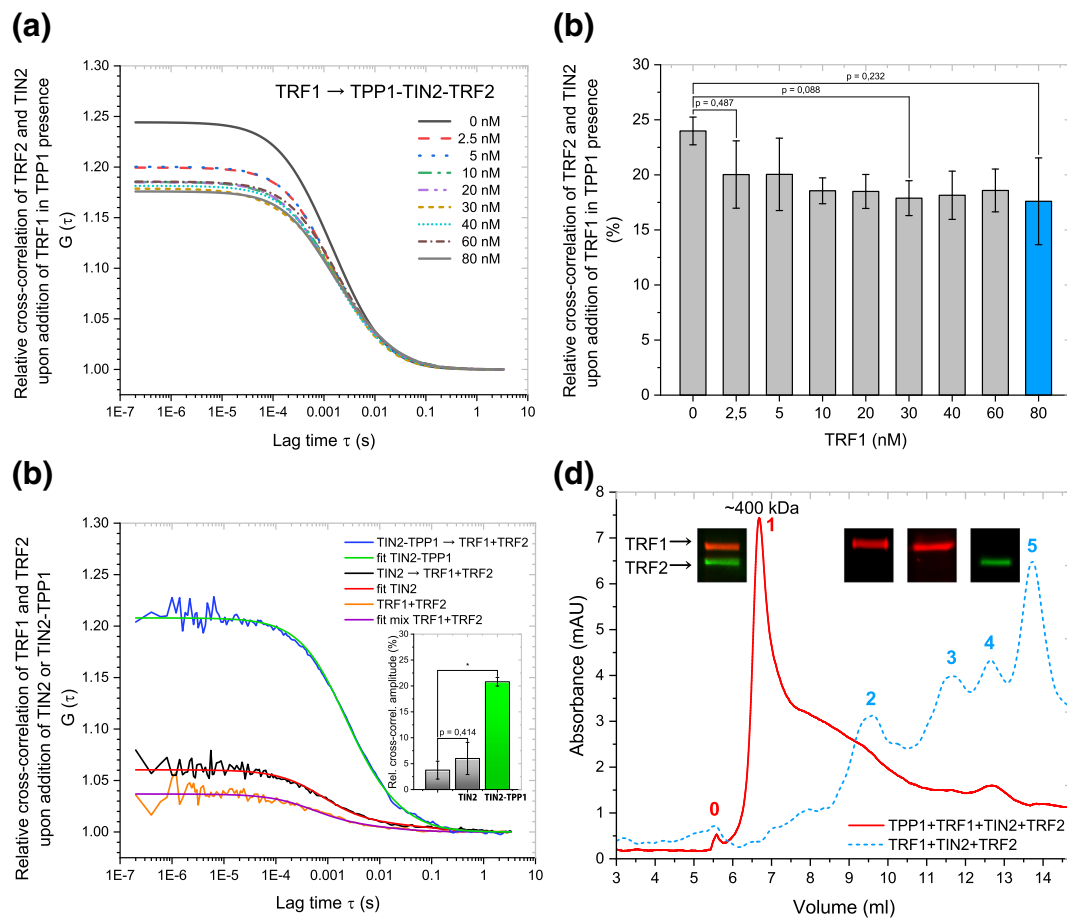 (a)
Relative cross-correlation of TRF2 and TIN2
upon addition of TRF1 in TPP1 presence
G (τ)
1.30
1.25
1.20
1.15
1.10
1.05
1.00
TRF1 → TPP1-TIN2-TRF2
0 nM
2.5 nM
5 nM
10 nM
20 nM
30 nM
40 nM
60 nM
80 nM
1E-7 1E-6 1E-5 1E-4 0.001 0.01 0.1 1 10
Lag time τ (s)
(b)
Relative cross-correlation of TRF2 and TIN2
upon addition of TRF1 in TPP1 presence
(%)
30
25
20
15
10
5
0
p = 0,232
p = 0,088
p = 0,487
0 2,5 5 10 20 30 40 60 80
TRF1 (nM)
(b)
Relative cross-correlation of TRF1 and TRF2
upon addition of TIN2 or TIN2-TPP1
G (τ)
1.30
1.25
1.20
1.15
1.10
1.05
1.00
TIN2-TPP1 → TRF1+TRF2
fit TIN2-TPP1
TIN2 → TRF1+TRF2
fit TIN2
TRF1+TRF2
fit mix TRF1+TRF2
Rel. cross-correl. amplitude (%)
30
25
20
15
10
5
0
*
p = 0,414
TIN2 TIN2-TPP1
1E-7 1E-6 1E-5 1E-4 0.001 0.01 0.1 1 10
Lag time τ (s)
(d)
Absorbance (mAU)
8
7
6
5
4
3
2
1
0
~400 kDa
TRF1→
TRF2→
0
1
2
3
4
5
TPP1+TRF1+TIN2+TRF2
TRF1+TIN2+TRF2
3 4 5 6 7 8 9 10 11 12 13 14
Volume (ml)